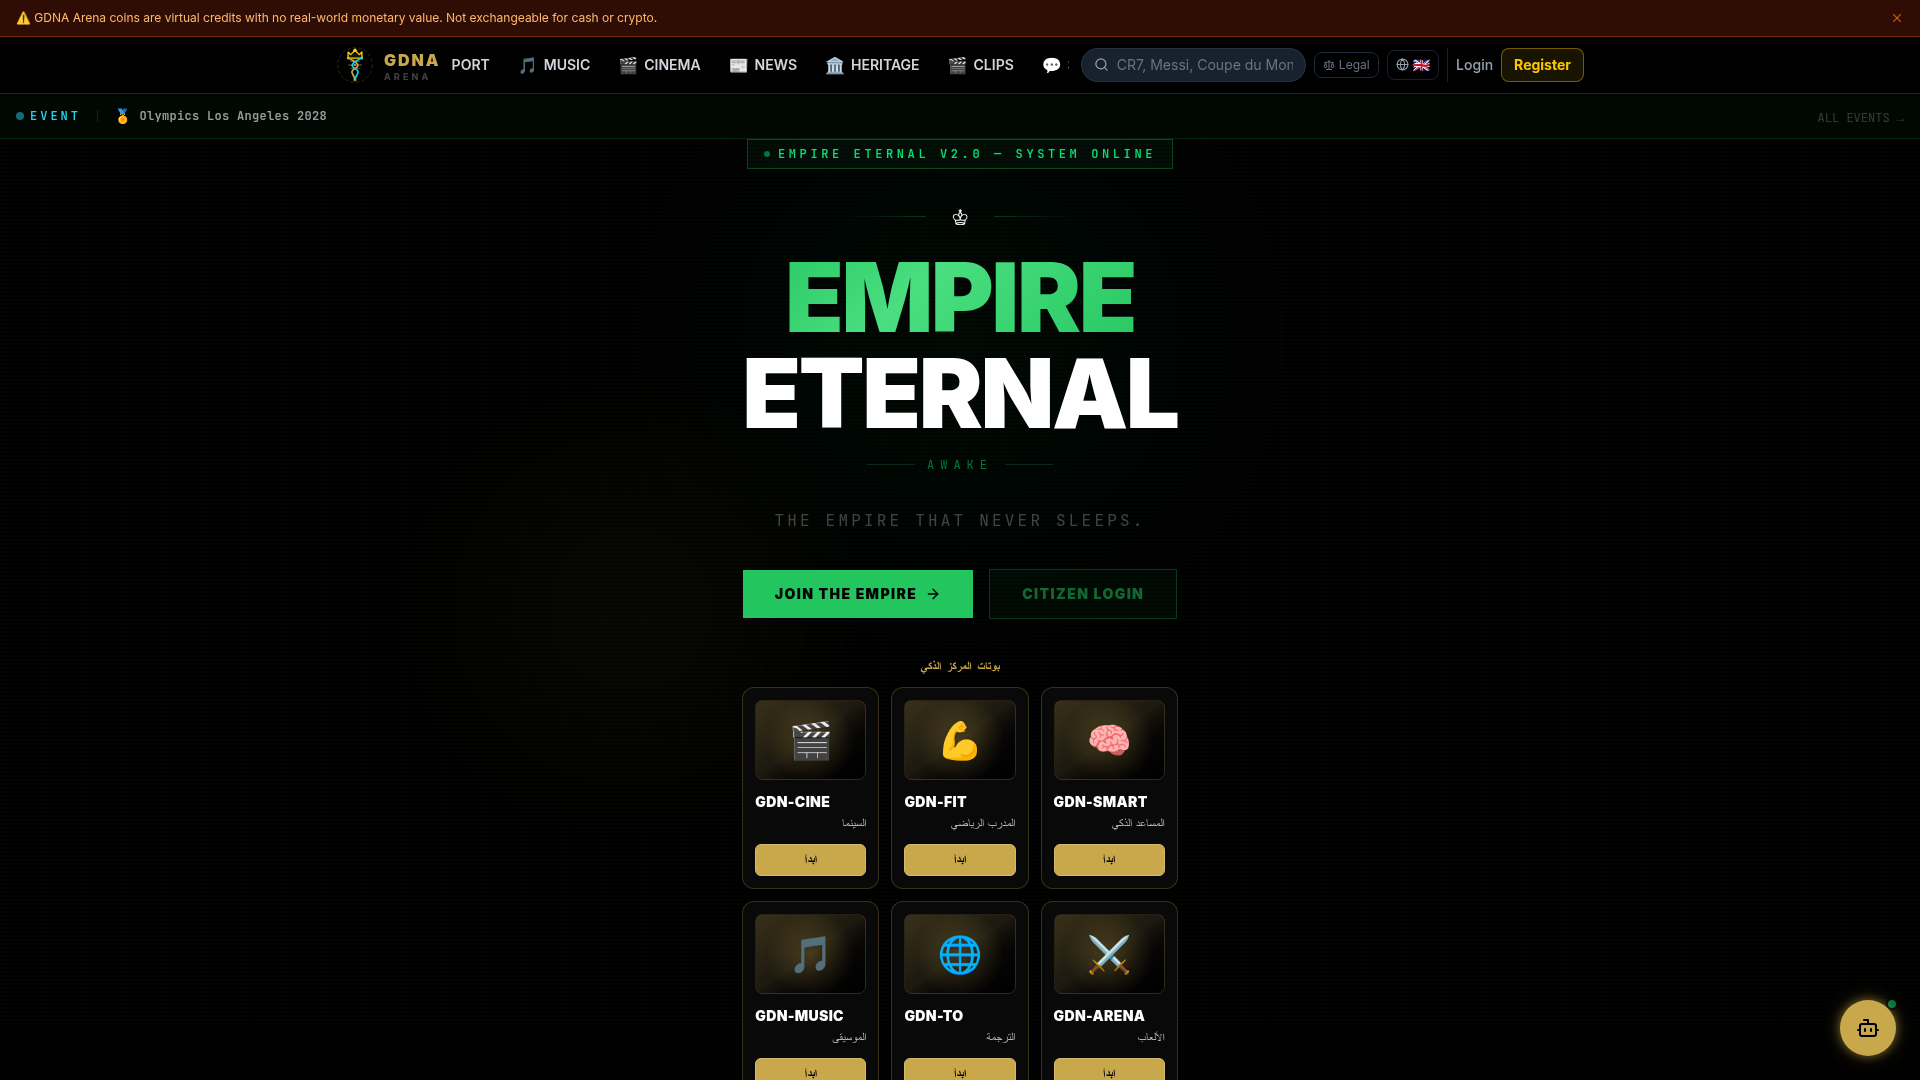 ⚠️ GDNA Arena coins are virtual credits with no real-world monetary value. Not exchangeable for cash or crypto.
GDNA
ARENA
PORT
MUSIC
CINEMA
NEWS
HERITAGE
CLIPS
CR7, Messi, Coupe du Mon
Legal
Login
Register
EVENT
Olympics Los Angeles 2028
ALL EVENTS →
EMPIRE ETERNAL V2.0 — SYSTEM ONLINE
EMPIRE
ETERNAL
AWAKE
THE EMPIRE THAT NEVER SLEEPS.
JOIN THE EMPIRE →
CITIZEN LOGIN
بوتات المركز الذكي
GDN-CINE
السينما
ابدأ
GDN-FIT
المدرب الرياضي
ابدأ
GDN-SMART
المساعد الذكي
ابدأ
GDN-MUSIC
الموسيقى
ابدأ
GDN-TO
الترجمة
ابدأ
GDN-ARENA
الألعاب
ابدأ